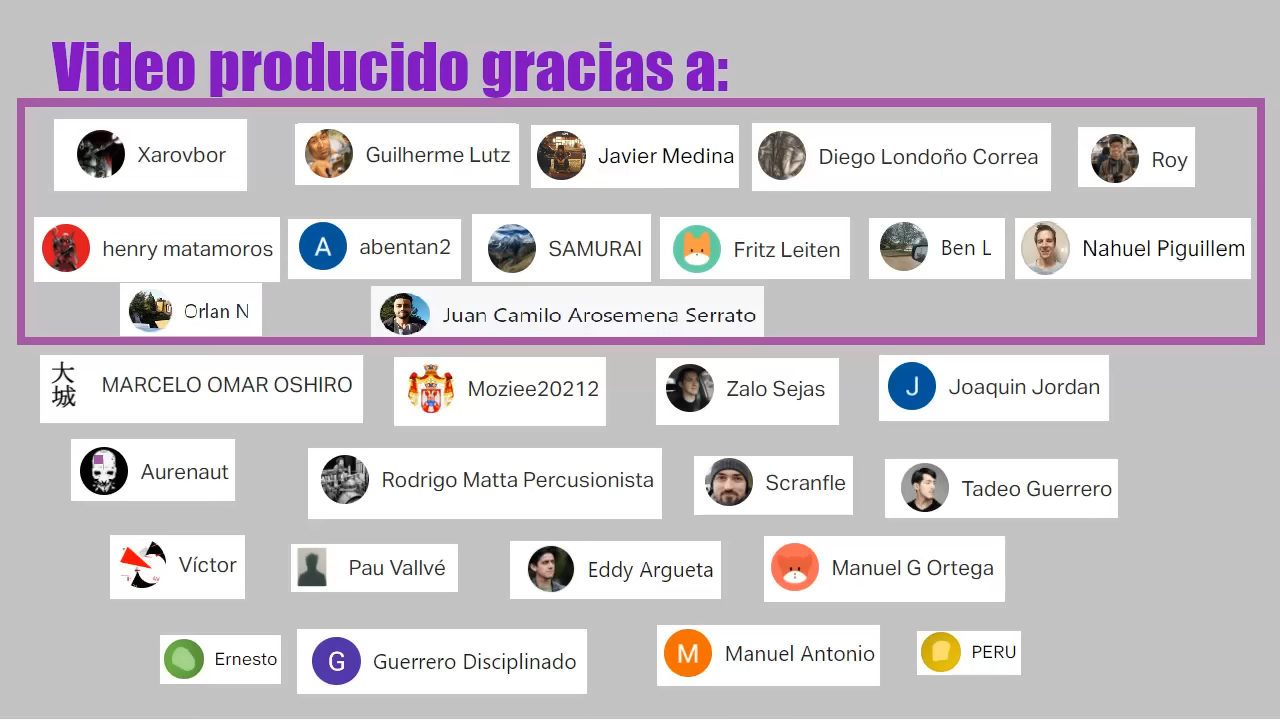 Video producido gracias a:
Xarovbor
Guilherme Lutz
Javier Medina
Diego Londoño Correa
Roy
henry matamoros
A
abentan2
SAMURAI
Fritz Leiten
Ben L
Nahuel Piguillem
Orlan N
Juan Camilo Arosemena Serrato
大城
MARCELO OMAR OSHIRO
Moziee20212
Zalo Sejas
J
Joaquin Jordan
Aurenaut
Rodrigo Matta Percusionista
Scranfle
Tadeo Guerrero
Víctor
Pau Vallvé
Eddy Argueta
Manuel G Ortega
Ernesto
G
Guerrero Disciplinado
M
Manuel Antonio
PERU